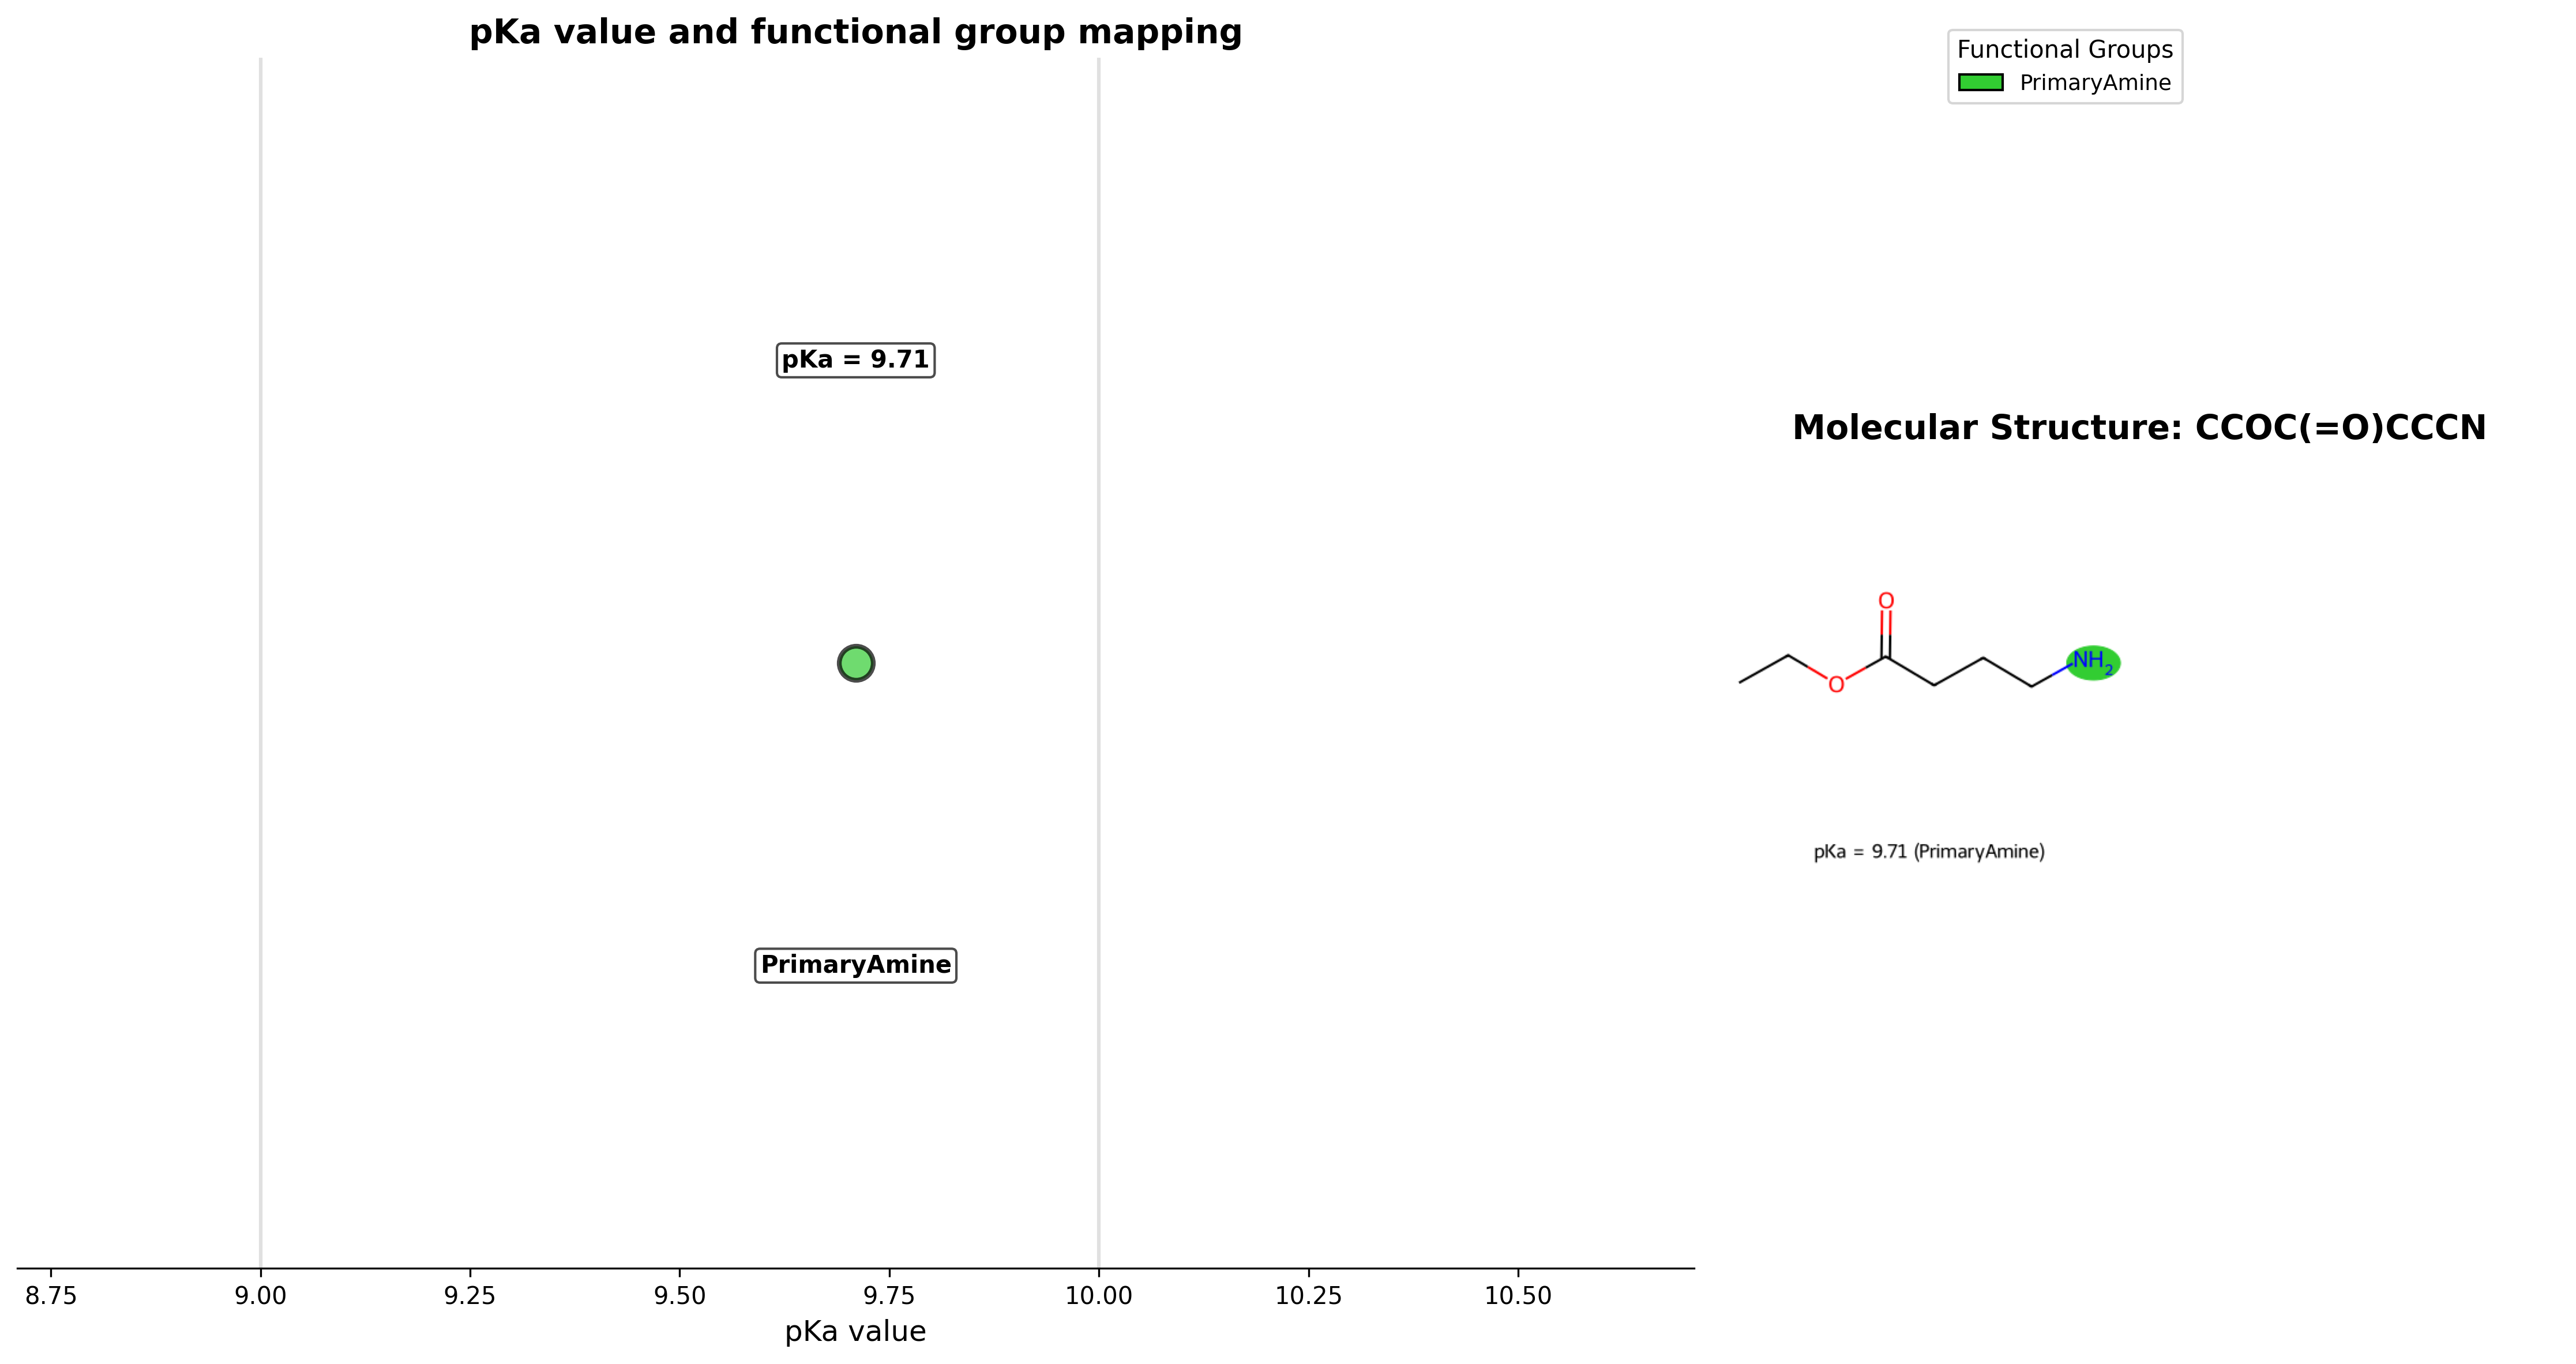 pKa value and functional group mapping
Functional Groups
PrimaryAmine
pKa = 9.71
Molecular Structure: CCOC(=O)CCCN
O
O
NH2
pKa = 9.71 (PrimaryAmine)
PrimaryAmine
8.75 9.00 9.25 9.50 9.75 10.00 10.25 10.50
pKa value